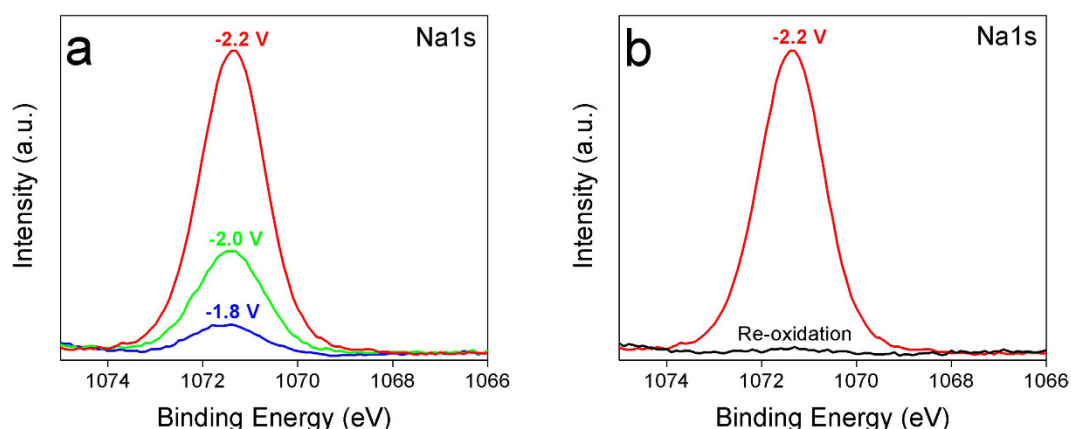 a
-2.2 V
Na1s
-2.0 V
-1.8 V
Intensity (a.u.)
1074 1072 1070 1068 1066
Binding Energy (eV)
b
-2.2 V
Na1s
Re-oxidation
Intensity (a.u.)
1074 1072 1070 1068 1066
Binding Energy (eV)